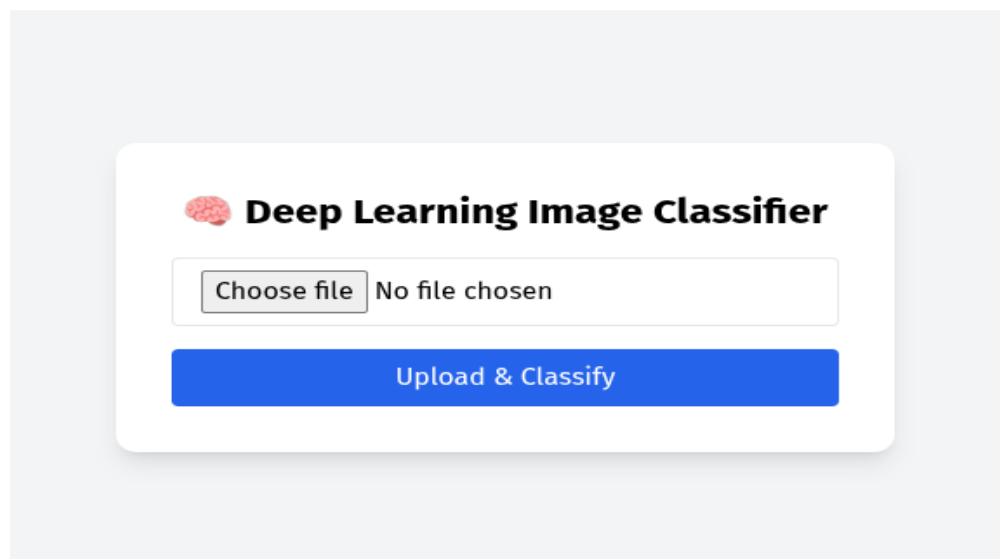 🧠 Deep Learning Image Classifier
Choose file No file chosen
Upload & Classify